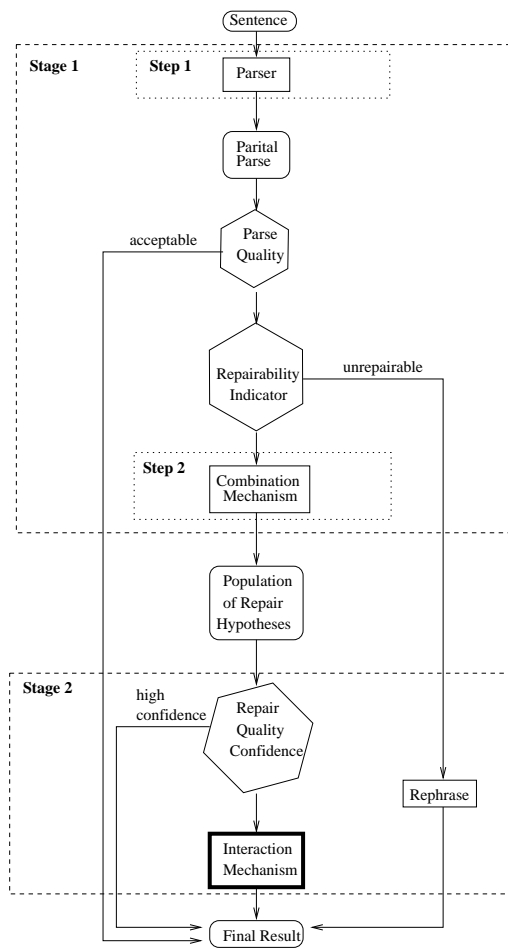 Sentence
Stage 1
Step 1
Parser
Parital
Parse
acceptable
Parse
Quality
unrepairable
Repairability
Indicator
Step 2
Combination
Mechanism
Population
of Repair
Hypotheses
Stage 2
high
confidence
Repair
Quality
Confidence
Rephrase
Interaction
Mechanism
Final Result